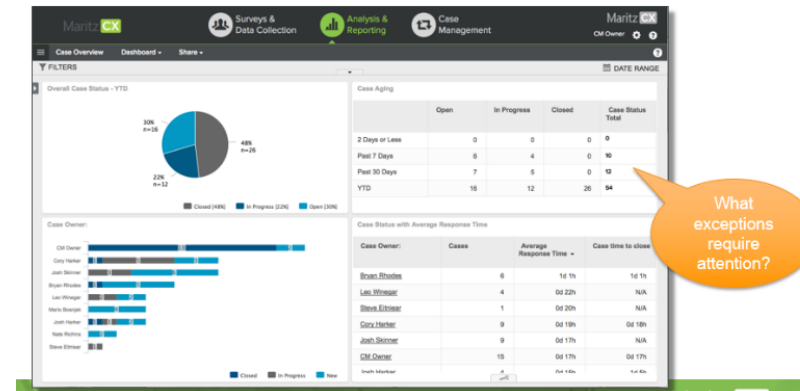 Maritz CX
Surveys &
Data Collection
Analysis &
Reporting
Case
Management
Maritz CX
CM Owner
Case Overview Dashboard Share
FILTERS
DATE RANGE
Overall Case Status - YTD
30%
n=16
48%
n=26
22%
n=12
Closed [48%] In Progress [22%] Open [30%]
Case Aging
Open In Progress Closed Case Status
Total
2 Days or Less 0 0 0 0
Past 7 Days 6 4 0 10
Past 30 Days 7 5 0 12
YTD 16 12 26 54
What
exceptions
require
attention?
Case Owner:
CM Owner
Cory Harker
Josh Skinner
Bryan Rhodes
Leo Winegar
Mario Bosnjak
Josh Harker
Nate Richins
Steve Eitniear
Closed In Progress New
Case Status with Average Response Time
Case Owner: Cases Average
Response Time Case time to close
Bryan Rhodes 6 1d 1h 1d 1h
Leo Winegar 4 0d 22h N/A
Steve Eitniear 1 0d 20h N/A
Cory Harker 9 0d 19h 0d 18h
Josh Skinner 9 0d 17h N/A
CM Owner 15 0d 17h 0d 17h
Josh Harker